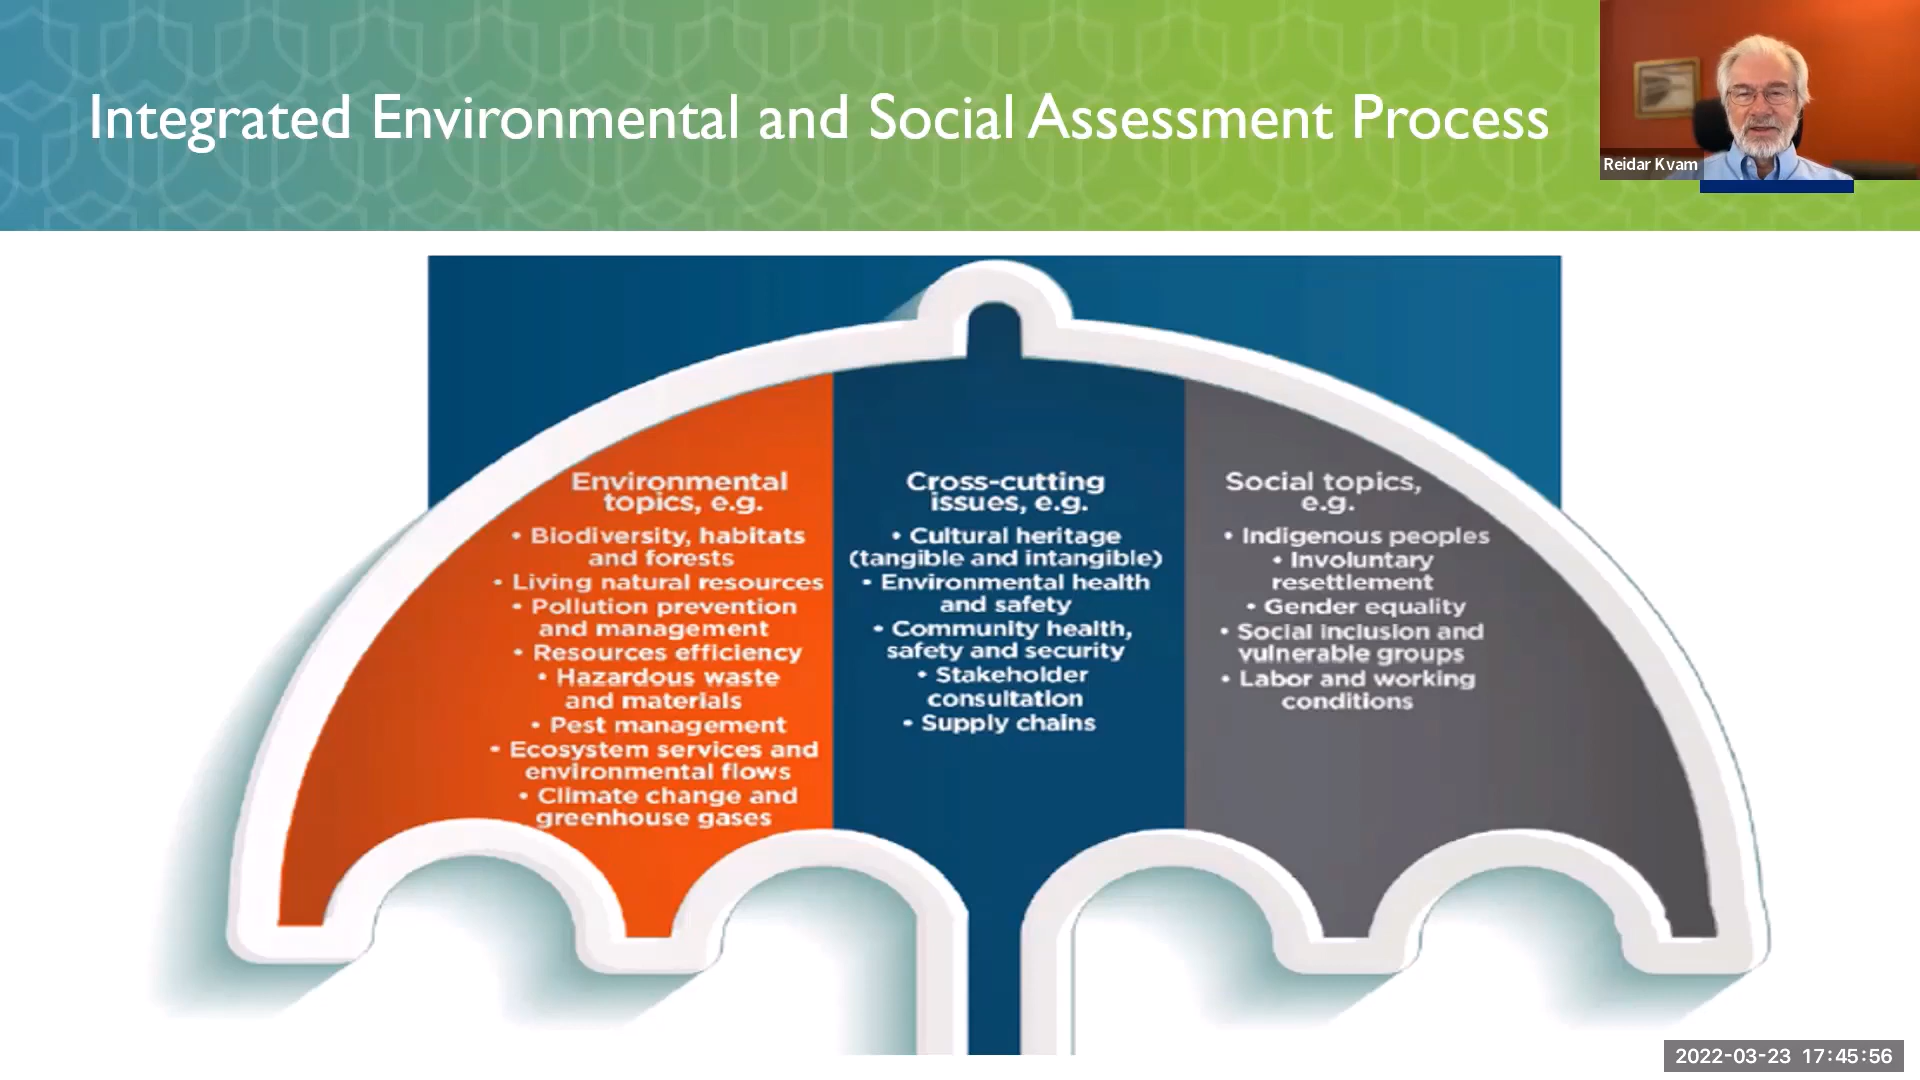 Integrated Environmental and Social Assessment Process
Reidar Kvam
Environmental
topics, e.g.
• Biodiversity, habitats
and forests
• Living natural resources
• Pollution prevention
and management
• Resources efficiency
• Hazardous waste
and materials
• Pest management
• Ecosystem services and
environmental flows
• Climate change and
greenhouse gases
Cross-cutting
issues, e.g.
• Cultural heritage
(tangible and intangible)
• Environmental health
and safety
• Community health,
safety and security
• Stakeholder
consultation
• Supply chains
Social topics,
e.g.
• Indigenous peoples
• Involuntary
resettlement
• Gender equality
• Social inclusion and
vulnerable groups
• Labor and working
conditions
2022-03-23 17:45:56